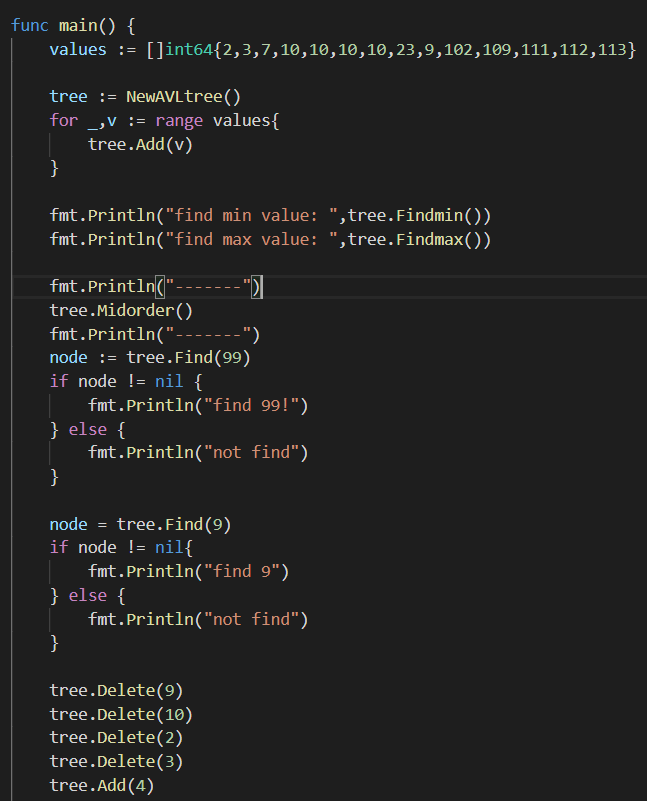 func main() {
    values := []int64{2,3,7,10,10,10,10,23,9,102,109,111,112,113}
    tree := NewAVLtree()
    for _,v := range values{
        tree.Add(v)
    }
    fmt.Println("find min value: ",tree.Findmin())
    fmt.Println("find max value: ",tree.Findmax())
    fmt.Println("-------")
    tree.Midorder()
    fmt.Println("-------")
    node := tree.Find(99)
    if node != nil {
        fmt.Println("find 99!")
    } else {
        fmt.Println("not find")
    }
    node = tree.Find(9)
    if node != nil{
        fmt.Println("find 9")
    } else {
        fmt.Println("not find")
    }
    tree.Delete(9)
    tree.Delete(10)
    tree.Delete(2)
    tree.Delete(3)
    tree.Add(4)